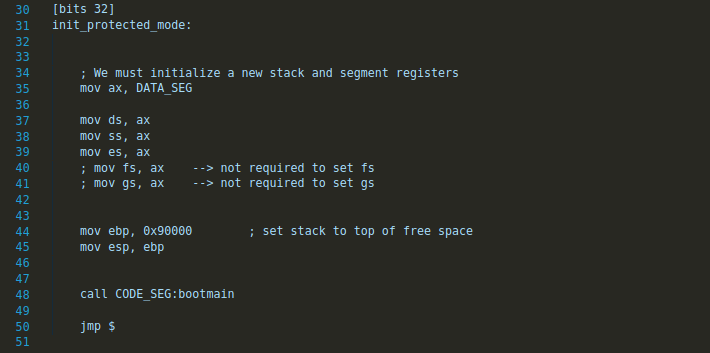 30 [bits 32]
31 init_protected_mode:
32
33
34     ; We must initialize a new stack and segment registers
35     mov ax, DATA_SEG
36
37     mov ds, ax
38     mov ss, ax
39     mov es, ax
40     ; mov fs, ax    --> not required to set fs
41     ; mov gs, ax    --> not required to set gs
42
43
44     mov ebp, 0x90000        ; set stack to top of free space
45     mov esp, ebp
46
47
48     call CODE_SEG:bootmain
49
50     jmp $
51